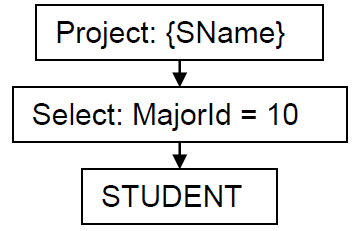 Project: {SName}
Select: MajorId = 10
STUDENT